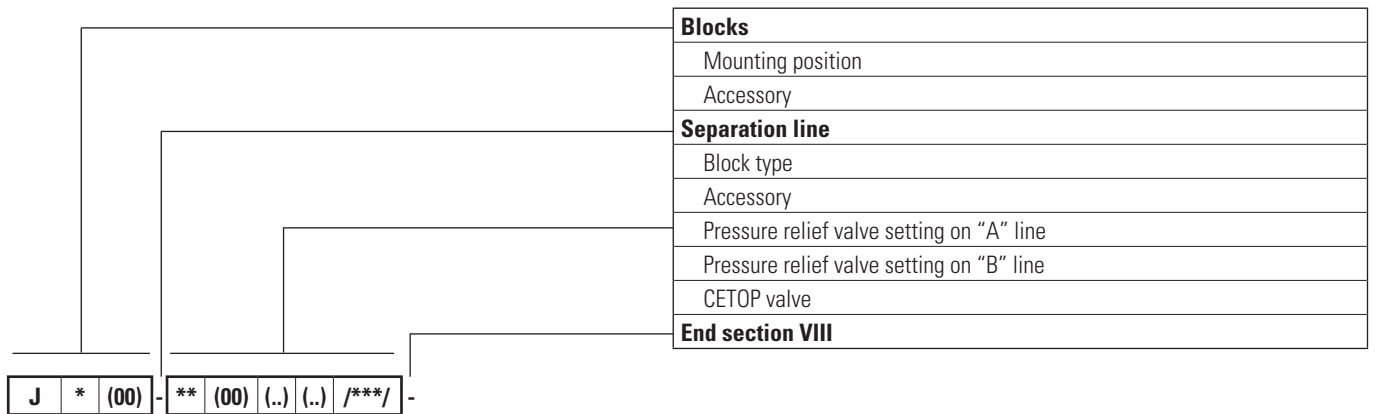 Blocks
Mounting position
Accessory
Separation line
Block type
Accessory
Pressure relief valve setting on “A” line
Pressure relief valve setting on “B” line
CETOP valve
End section VIII
J * (00) - ** (00) (..) (..) /***/ -